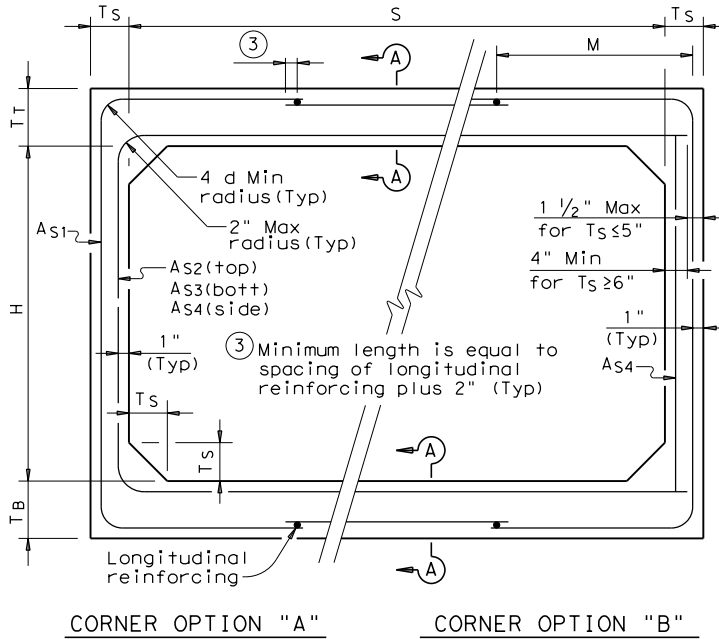 Ts
S
Ts
3
A
M
TT
4 d Min
radius(Typ)
A
2" Max
radius(Typ)
1 1/2" Max
for Ts≤5"
As1
As2(top)
As3(bott)
As4(side)
4" Min
for Ts≥6"
H
1"
(Typ)
1"
(Typ)
3 Minimum length is equal to
spacing of longitudinal
reinforcing plus 2" (Typ)
As4
Ts
Ts
A
TB
Longitudinal
reinforcing
A
CORNER OPTION "A"
CORNER OPTION "B"